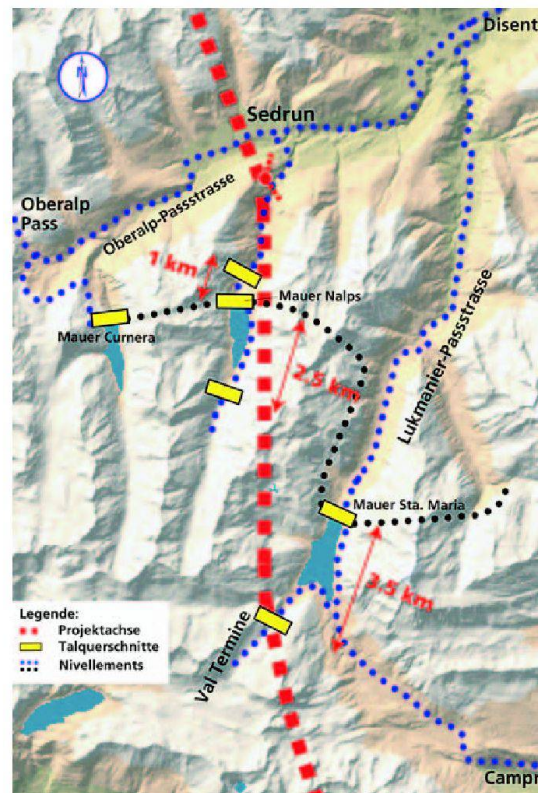 Disent
Sedrun
Oberalp
Pass
Oberalp-Passstrasse
1 km
Mauer Nalps
Mauer Curnera
2.5 km
Lukmanier-Passstrasse
Mauer Sta. Maria
3.5 km
Legende:
Projektachse
Talquerschnitte
Nivellements
Val Termine
Campr